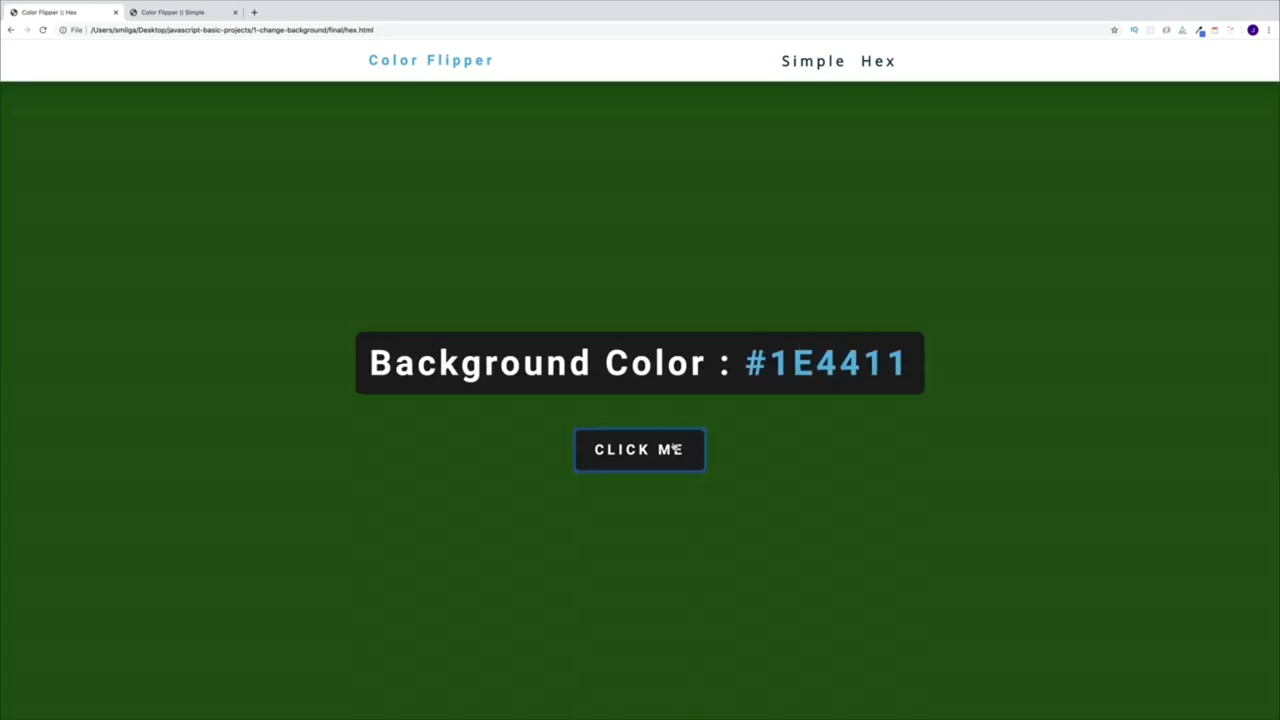 Color Flipper || Hex
Color Flipper || Simple
File /Users/smilga/Desktop/javascript-basic-projects/1-change-background/final/hex.html
Color Flipper
Simple Hex
Background Color : #1E4411
CLICK ME